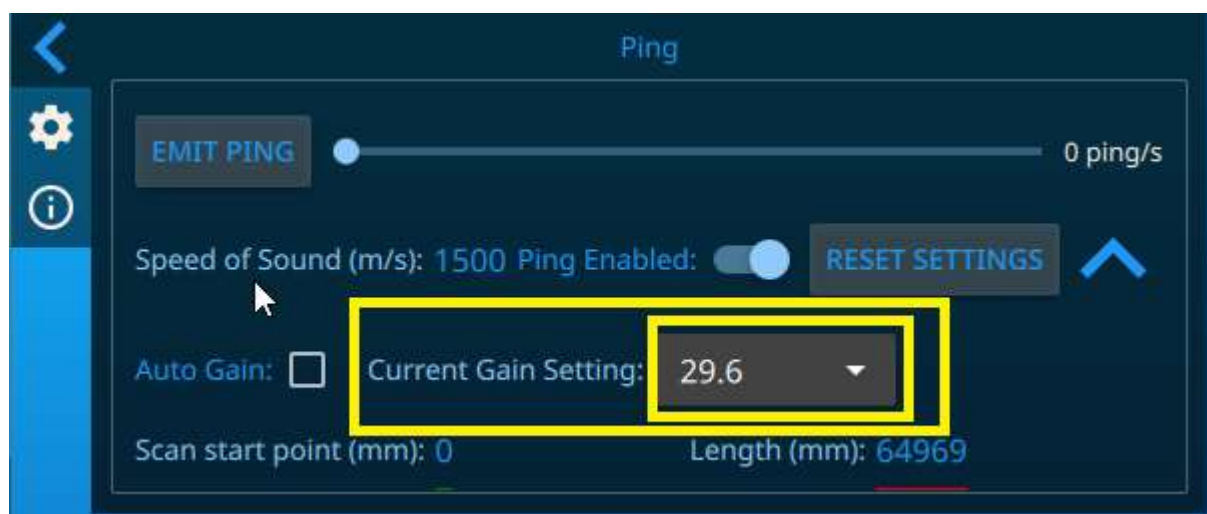 Ping
EMIT PING 0 ping/s
Speed of Sound (m/s): 1500 Ping Enabled: RESET SETTINGS
Auto Gain: Current Gain Setting: 29.6
Scan start point (mm): 0 Length (mm): 64969